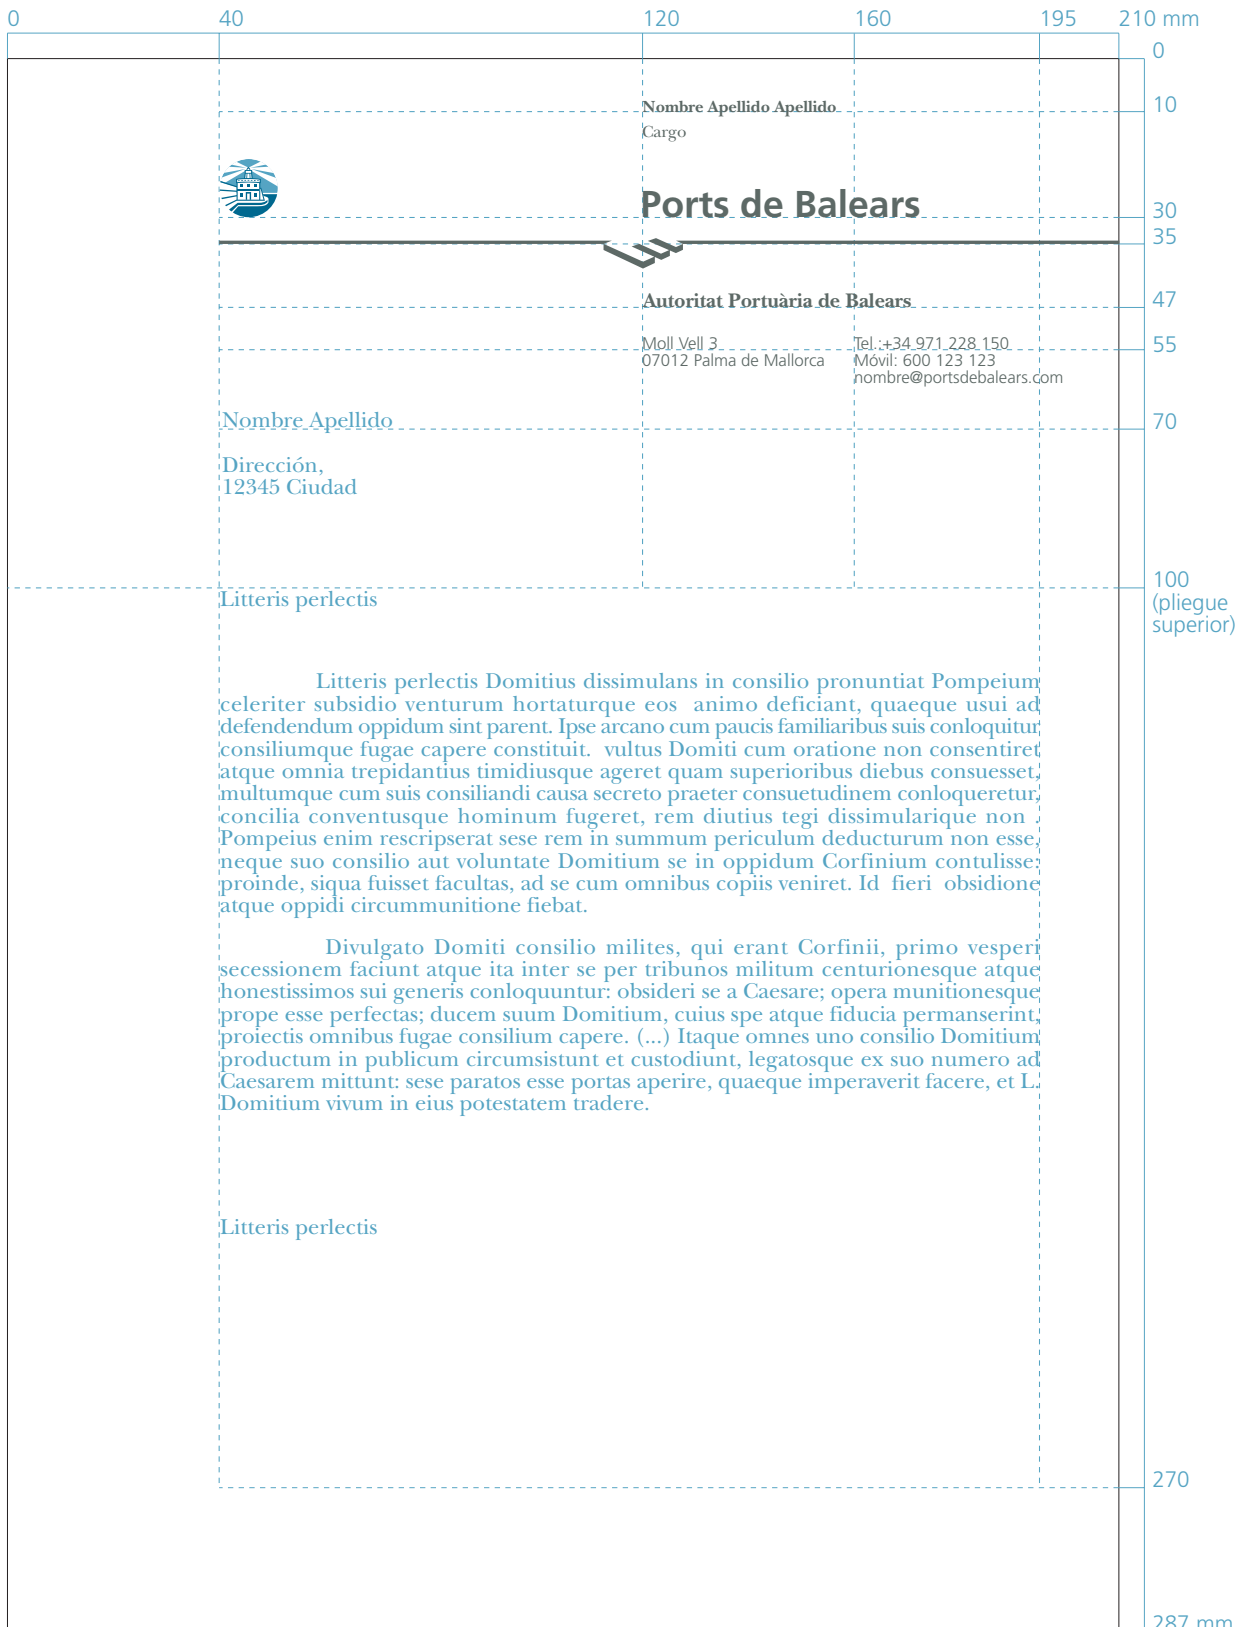 0 40 120 160 195 210 mm
0
Nombre Apellido Apellido
10
Cargo
Ports de Balears
30
35
Autoritat Portuària de Balears
47
Moll Vell 3
07012 Palma de Mallorca
Tel.:+34 971 228 150
Móvil: 600 123 123
nombre@portsdebalears.com
55
Nombre Apellido
70
Dirección,
12345 Ciudad
100
(pliegue
superior)
Litteris perlectis
Litteris perlectis Domitius dissimulans in consilio pronuntiat Pompeium
celeriter subsidio venturum hortaturque eos animo deficiant, quaeque usui ad
defendendum oppidum sint parent. Ipse arcano cum paucis familiaribus suis conloquitur
consiliumque fugae capere constituit. vultus Domiti cum oratione non consentiret
atque omnia trepidantius timidiusque ageret quam superioribus diebus consuesset,
multumque cum suis consiliandi causa secreto praeter consuetudinem conloqueretur,
concilia conventusque hominum fugeret, rem diutius tegi dissimularique non .
Pompeius enim rescripserat sese rem in summum periculum deducturum non esse,
neque suo consilio aut voluntate Domitium se in oppidum Corfinium contulisse:
proinde, siqua fuisset facultas, ad se cum omnibus copiis veniret. Id fieri obsidione
atque oppidi circummunitione fiebat.
Divulgato Domiti consilio milites, qui erant Corfinii, primo vesperi
secessionem faciunt atque ita inter se per tribunos militum centurionesque atque
honestissimos sui generis conloquuntur: obsideri se a Caesare; opera munitionesque
prope esse perfectas; ducem suum Domitium, cuius spe atque fiducia permanserint,
proiectis omnibus fugae consilium capere. (...) Itaque omnes uno consilio Domitium
productum in publicum circumsistunt et custodiunt, legatosque ex suo numero ad
Caesarem mittunt: sese paratos esse portas aperire, quaeque imperaverit facere, et L.
Domitium vivum in eius potestatem tradere.
Litteris perlectis
270
287 mm